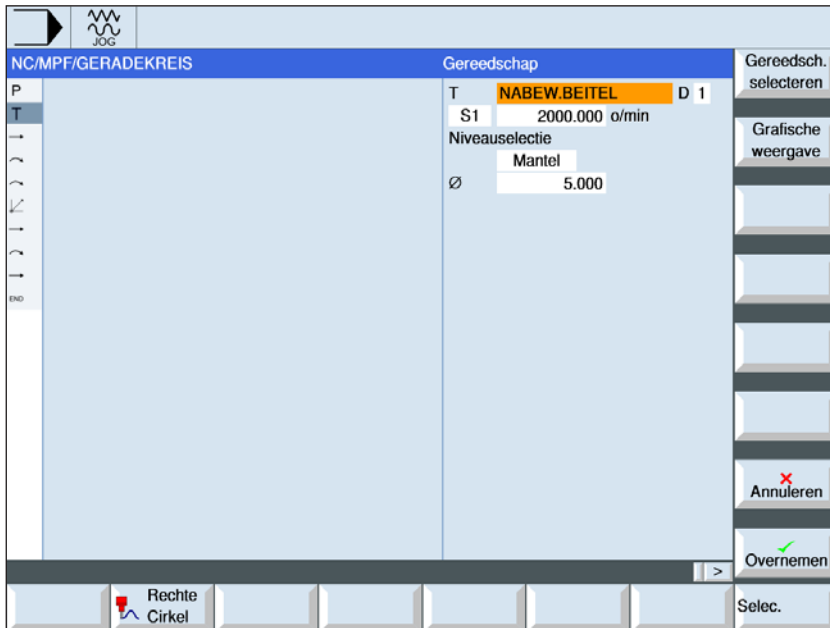 JOG
NC/MPF/GERADEKREIS
Gereedschap
Gereedsch.
selecteren
P
T
END
T NABEW.BEITEL D 1
S1 2000.000 o/min
Niveauselectie
Mantel
Ø 5.000
Grafische
weergave
Annuleren
Overnemen
>
Rechte
Cirkel
Selec.